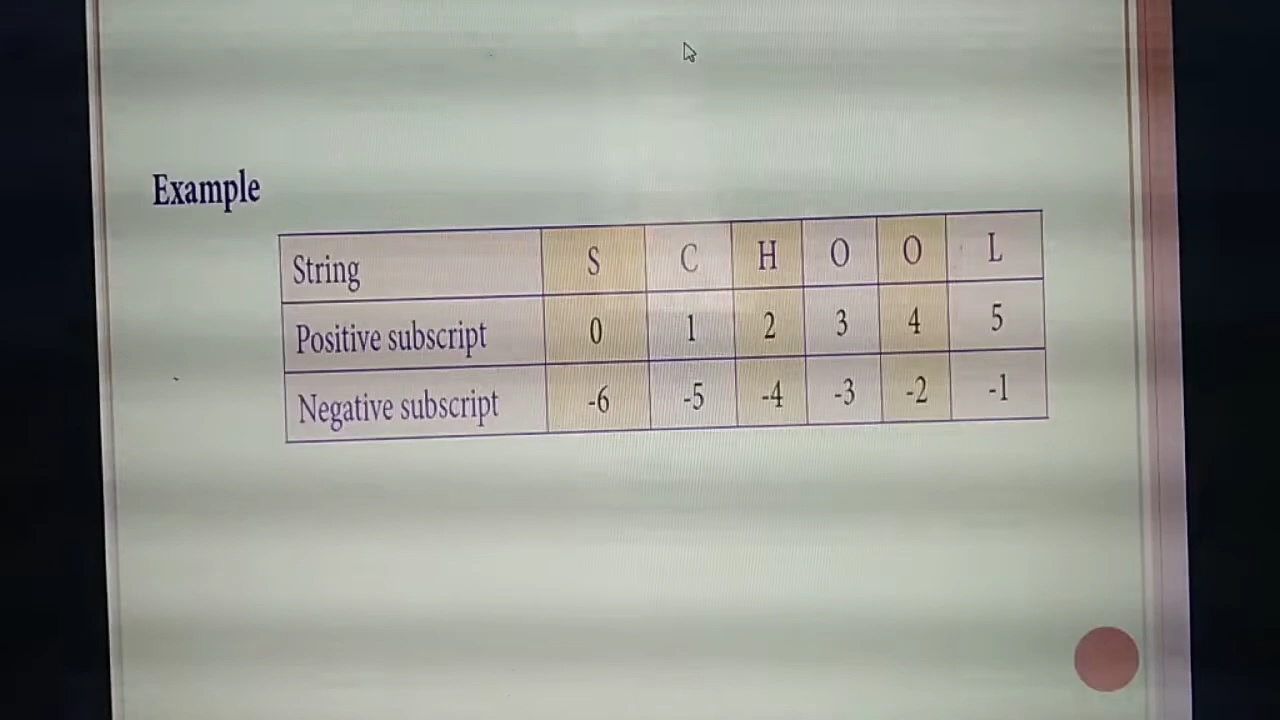 Example
String S C H O O L
Positive subscript 0 1 2 3 4 5
Negative subscript -6 -5 -4 -3 -2 -1